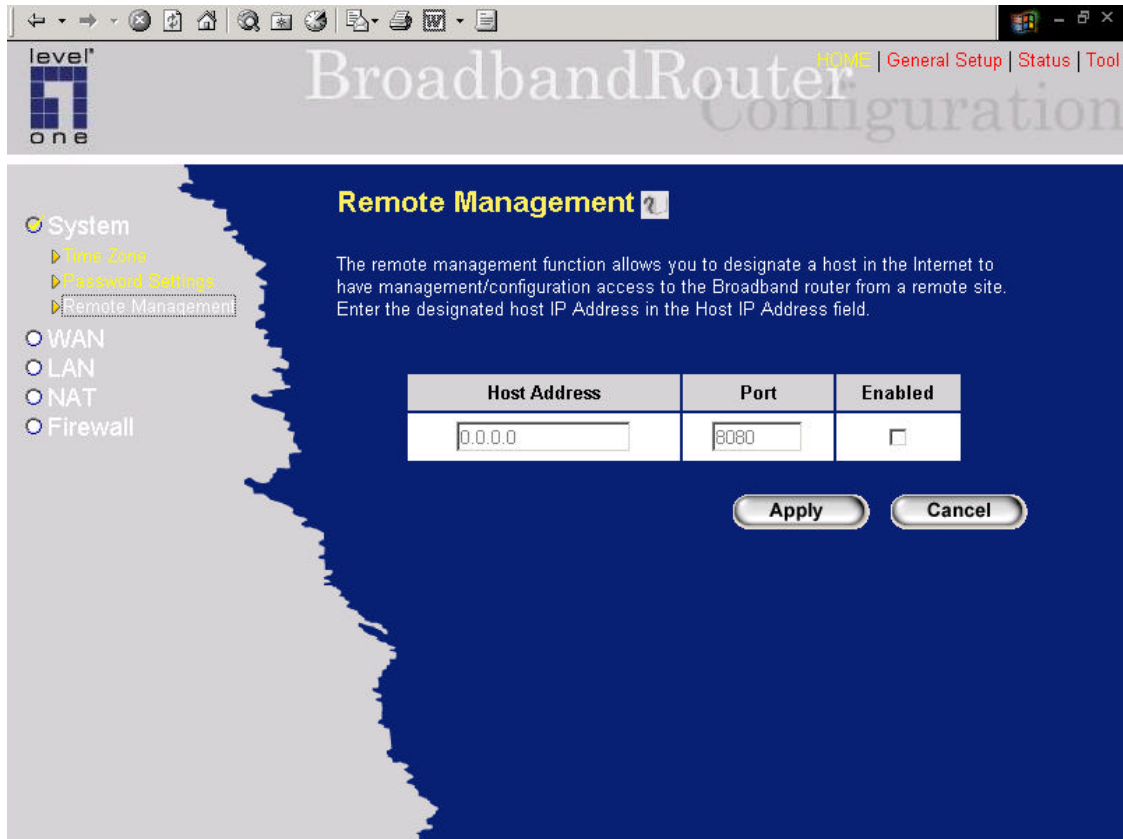 level
one
BroadbandRouter
Configuration
HOME | General Setup | Status | Tool
System
Time Zone
Password Settings
Remote Management
WAN
LAN
NAT
Firewall
Remote Management
The remote management function allows you to designate a host in the Internet to
have management/configuration access to the Broadband router from a remote site.
Enter the designated host IP Address in the Host IP Address field.
Host Address Port Enabled
0.0.0.0 8080
Apply Cancel